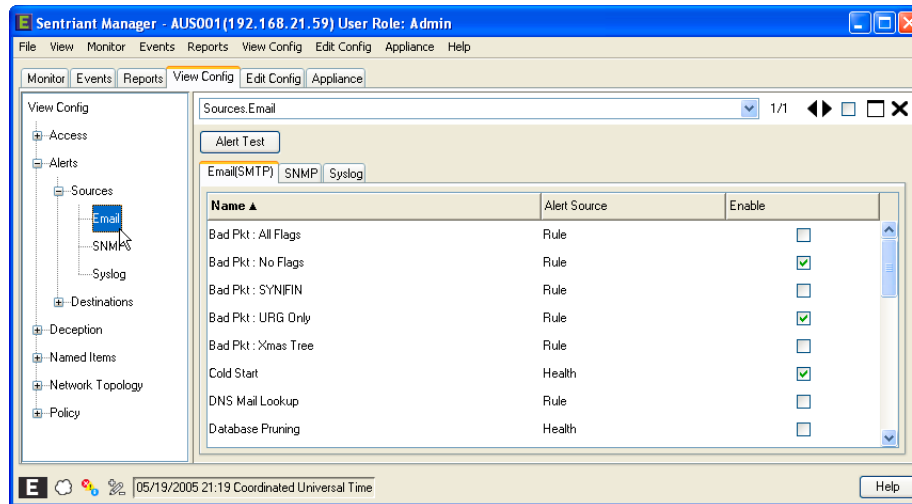 E Sentriant Manager - AUS001(192.168.21.59) User Role: Admin
File View Monitor Events Reports View Config Edit Config Appliance Help
Monitor Events Reports View Config Edit Config Appliance
View Config
Access
Alerts
Sources
Email
SNMP
Syslog
Destinations
Deception
Named Items
Network Topology
Policy
Sources.Email 1/1
Alert Test
Email(SMTP) SNMP Syslog
Name ▲ Alert Source Enable
Bad Pkt : All Flags Rule
Bad Pkt : No Flags Rule
Bad Pkt : SYN|FIN Rule
Bad Pkt : URG Only Rule
Bad Pkt : Xmas Tree Rule
Cold Start Health
DNS Mail Lookup Rule
Database Pruning Health
E 05/19/2005 21:19 Coordinated Universal Time Help